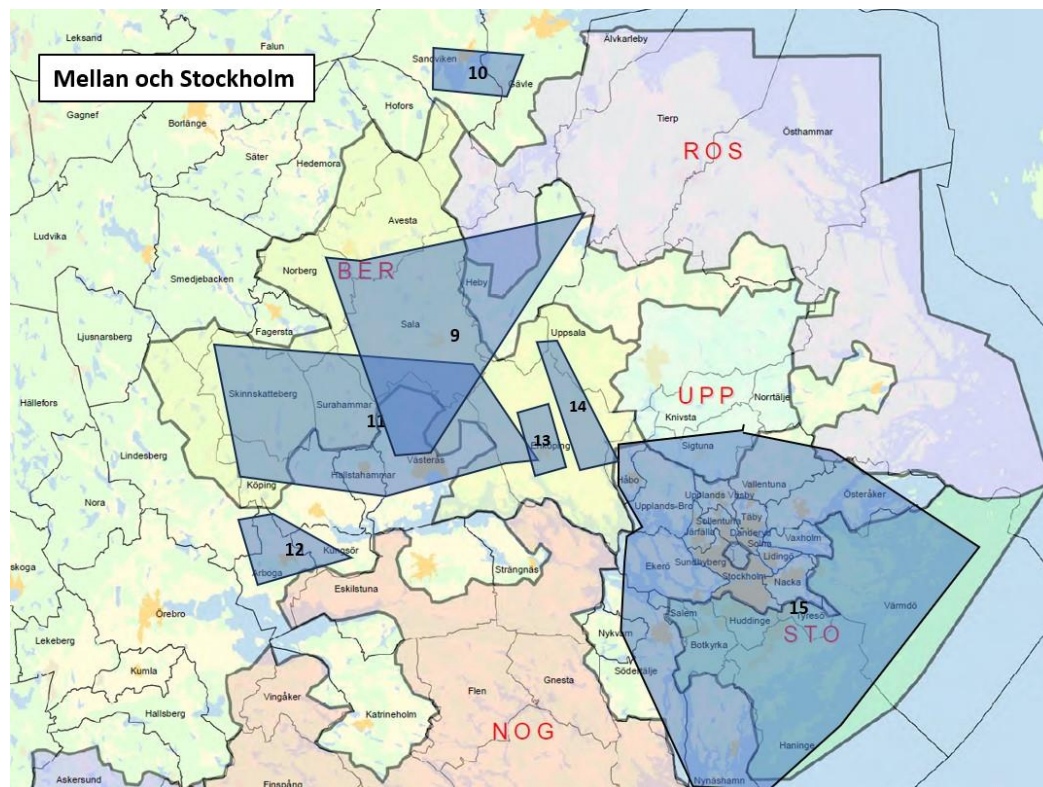 Mellan och Stockholm
Leksand
Falun
Sandviken
10
Gävle
Älvkarleby
Hofors
Gagnef
Borlänge
Tierp
Östhammar
Säter
Hedemora
ROS
Avesta
Ludvika
Norberg
BER
Smedjebacken
Heby
Sala
9
Fagersta
Uppsala
Ljusnarsberg
Hällefors
Skinnskatteberg
Surahammar
11
14
UPP
Norrtälje
Knivsta
13
Enköping
Sigtuna
Lindesberg
Västerås
Hallstahammar
Köping
Håbo
Vallentuna
Österåker
Upplands Väsby
Upplands-Bro
Nora
Täby
Sollentuna
Danderyd
Järfälla
Solna
Vaxholm
12
Kungsör
Lidingö
Ekerö
Sundbyberg
Strängnäs
Arboga
Stockholm
Nacka
Eskilstuna
Örebro
Värmdö
15
Salem
Tyresö
Huddinge
STO
Lekeberg
Nykvarn
Botkyrka
Södertälje
Kumla
Gnesta
Flen
Vingåker
Hallsberg
Katrineholm
NOG
Haninge
Askersund
Finspång
Nynäshamn